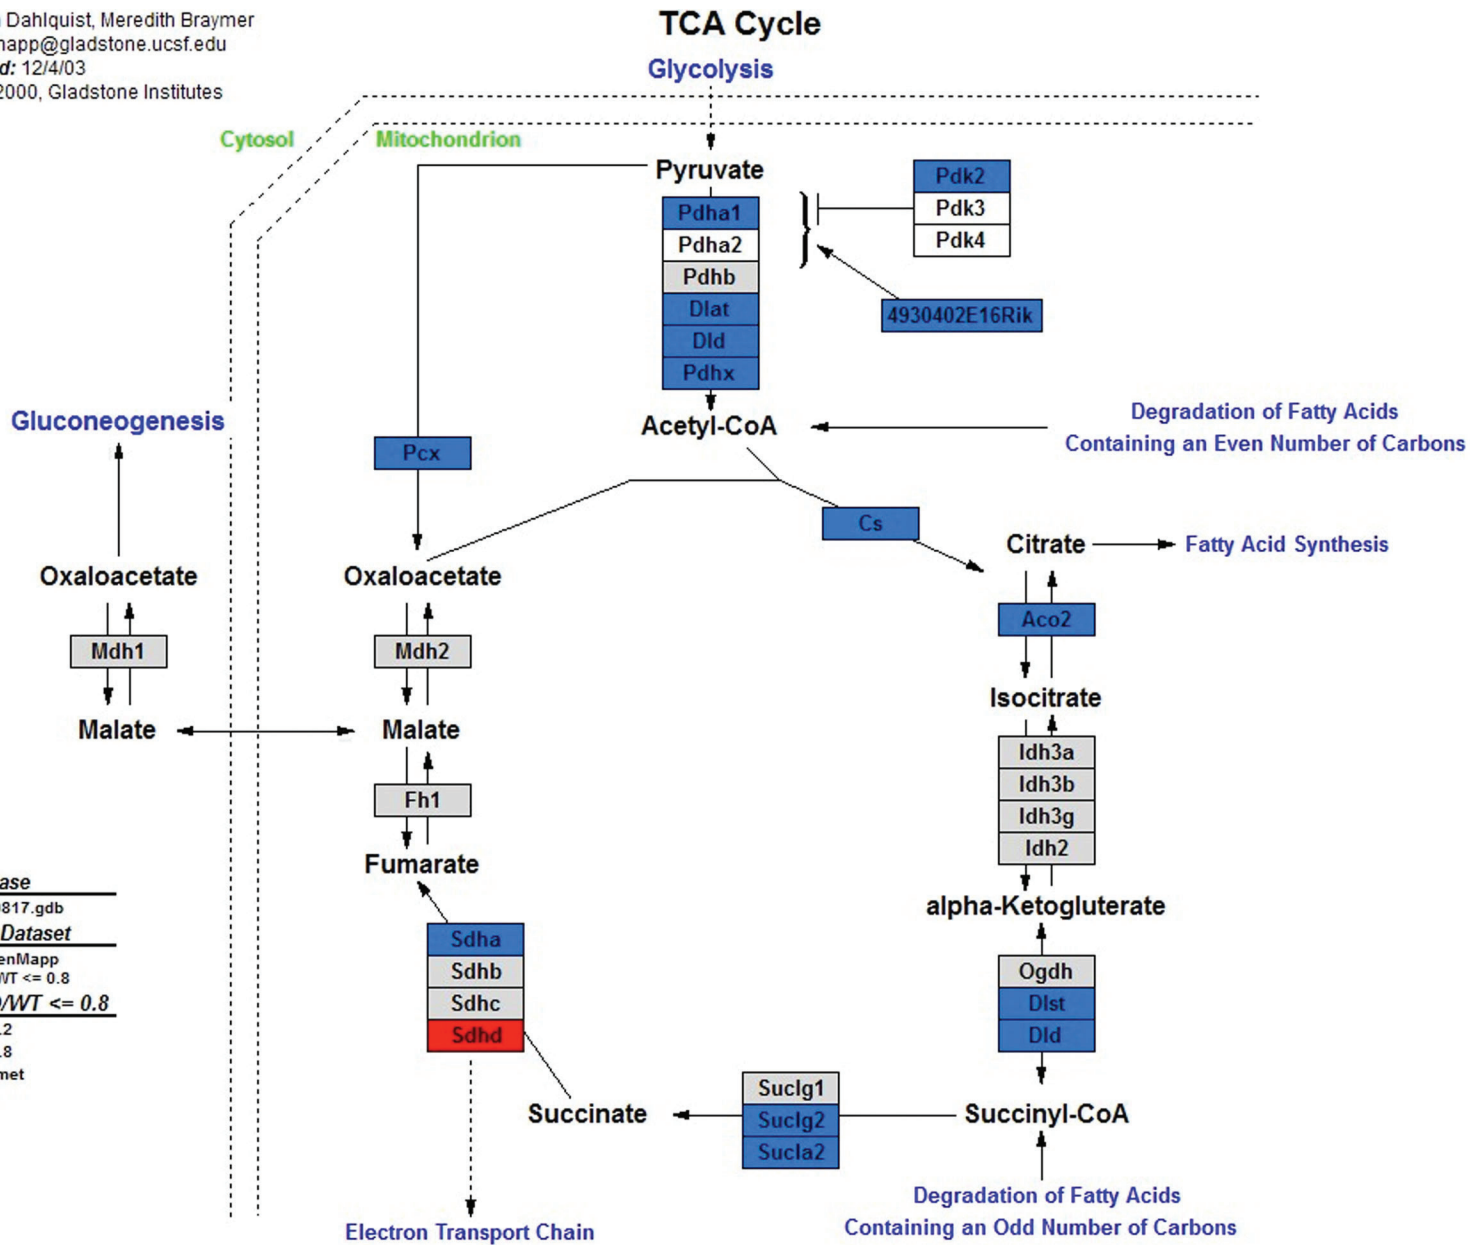 TCA Cycle
Dahlquist, Meredith Braymer
napp@gladstone.ucsf.edu
d: 12/4/03
2000, Gladstone Institutes
Glycolysis
Cytosol
Mitochondrion
Pyruvate
Pdha1
Pdha2
Pdhb
Dlat
Dld
Pdhx
Pdk2
Pdk3
Pdk4
4930402E16Rik
Acetyl-CoA
Degradation of Fatty Acids
Containing an Even Number of Carbons
Gluconeogenesis
Pcx
Cs
Citrate
Fatty Acid Synthesis
Oxaloacetate
Oxaloacetate
Aco2
Mdh1
Mdh2
Isocitrate
Malate
Malate
Idh3a
Idh3b
Idh3g
Idh2
Fh1
Fumarate
alpha-Ketogluterate
ase
817.gdb
Dataset
enMapp
WT <= 0.8
/WT <= 0.8
.2
.8
met
Sdha
Sdhb
Sdhc
Sdhd
Ogdh
Dlst
Dld
Succinate
Suclg1
Suclg2
Sucla2
Succinyl-CoA
Degradation of Fatty Acids
Containing an Odd Number of Carbons
Electron Transport Chain